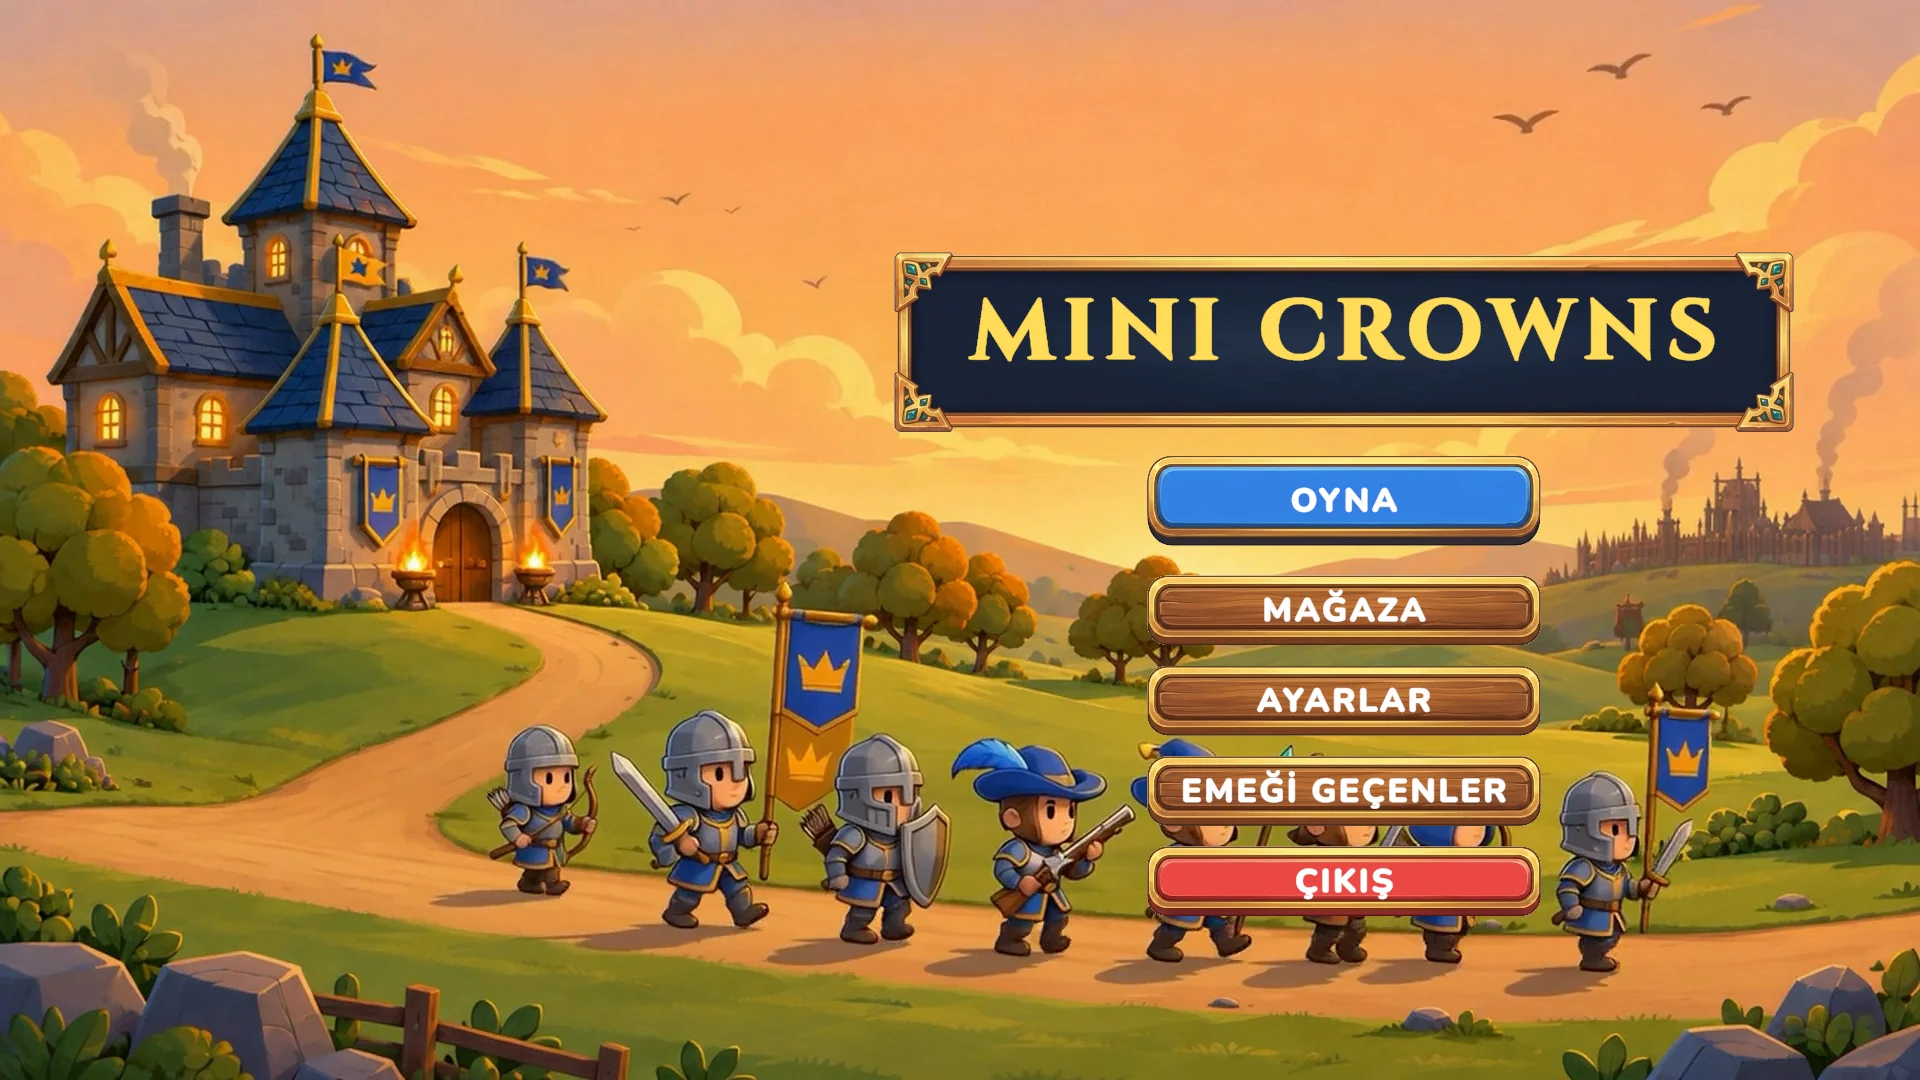 MINI CROWNS
OYNA
MAĞAZA
AYARLAR
EMEĞİ GEÇENLER
ÇIKIŞ